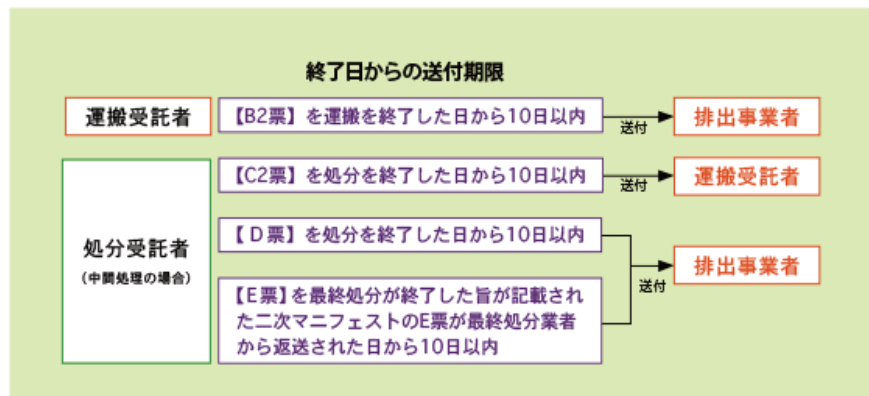 終了日からの送付期限
運搬受託者
【B2票】を運搬を終了した日から10日以内
送付
排出事業者
処分受託者
(中間処理の場合)
【C2票】を処分を終了した日から10日以内
送付
運搬受託者
【D票】を処分を終了した日から10日以内
【E票】を最終処分が終了した旨が記載され
た二次マニフェストのE票が最終処分業者
から返送された日から10日以内
送付
排出事業者